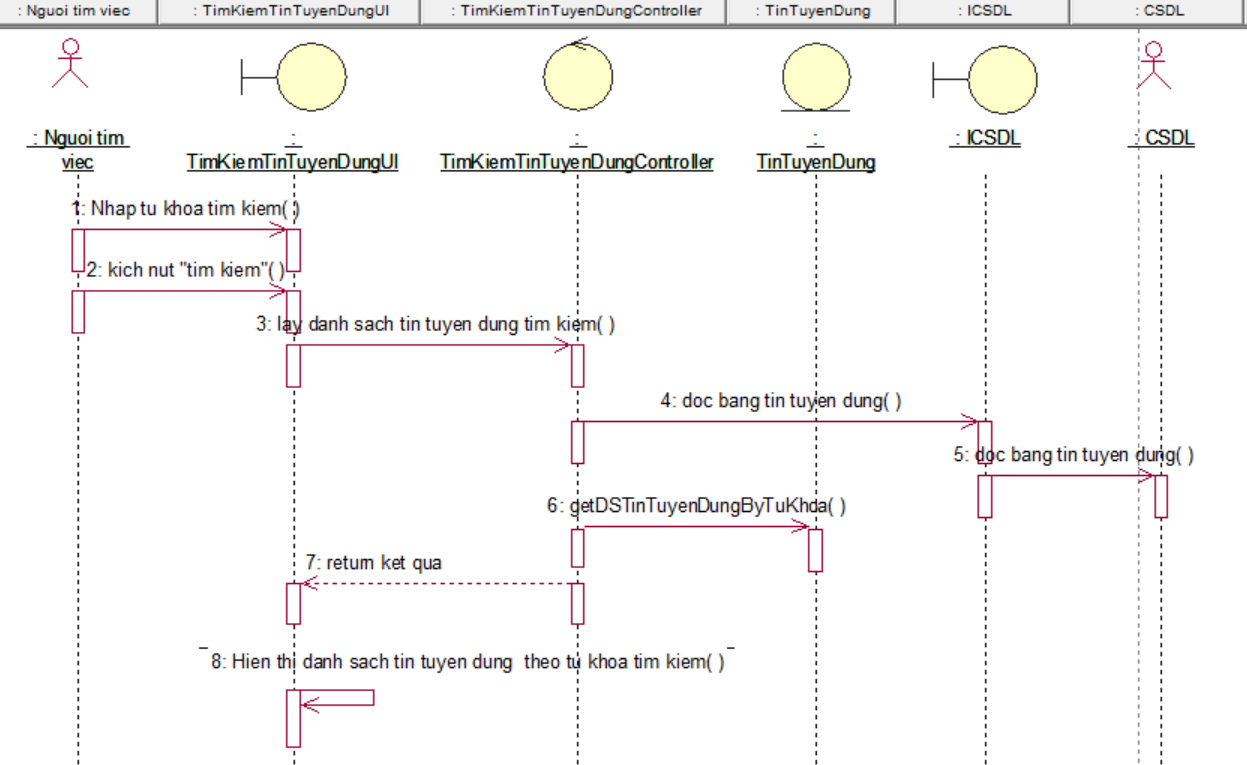 : Nguoi tim viec
: TimKiemTinTuyenDungUI
: TimKiemTinTuyenDungController
: TinTuyenDung
: ICSDL
: CSDL
: Nguoi tim
viec
:
TimKiemTinTuyenDungUI
:
TimKiemTinTuyenDungController
:
TinTuyenDung
: ICSDL
: CSDL
1: Nhap tu khoa tim kiem( )
2: kich nut "tim kiem"( )
3: lay danh sach tin tuyen dung tim kiem( )
4: doc bang tin tuyen dung( )
5: doc bang tin tuyen dung( )
6: getDSTinTuyenDungByTuKhoa( )
7: return ket qua
8: Hien thi danh sach tin tuyen dung theo tu khoa tim kiem( )